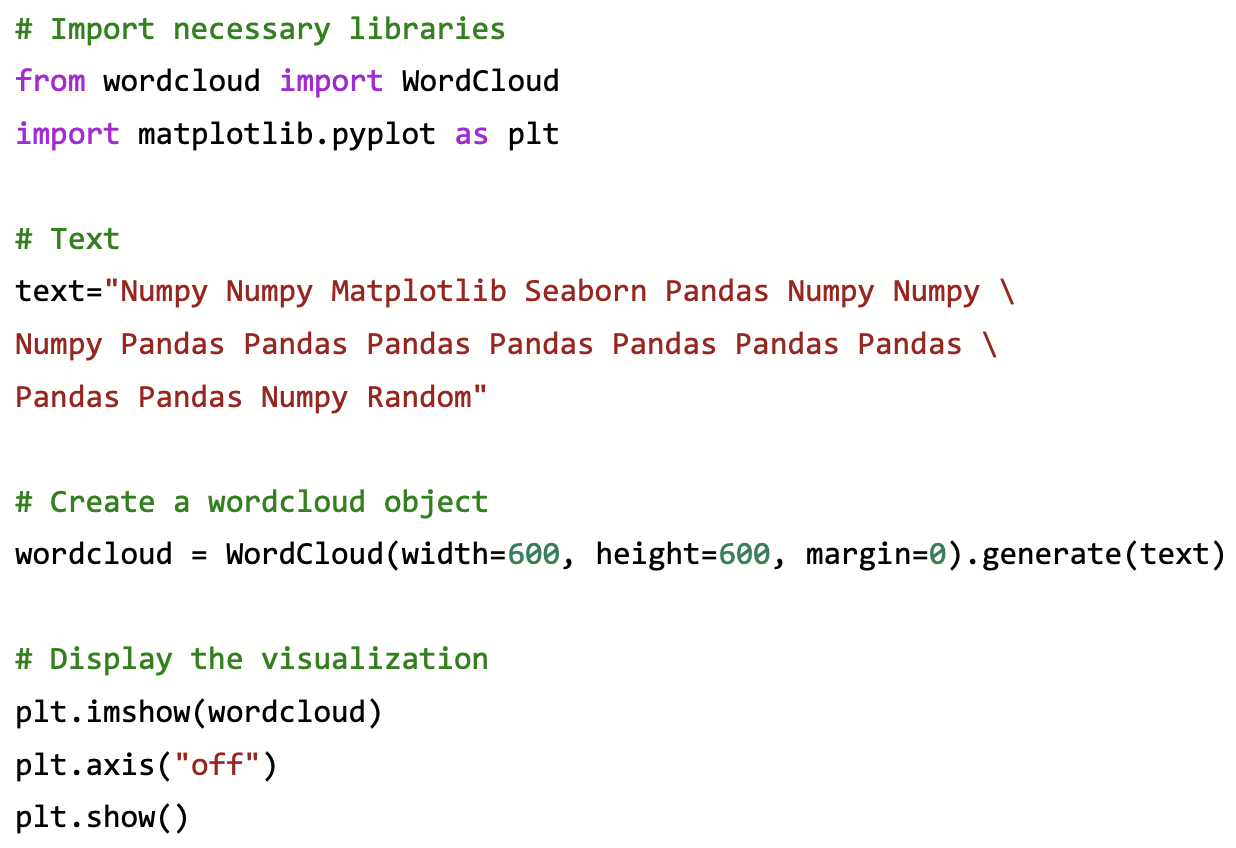 # Import necessary libraries
from wordcloud import WordCloud
import matplotlib.pyplot as plt
# Text
text="Numpy Numpy Matplotlib Seaborn Pandas Numpy Numpy \
Numpy Pandas Pandas Pandas Pandas Pandas Pandas Pandas \
Pandas Pandas Numpy Random"
# Create a wordcloud object
wordcloud = WordCloud(width=600, height=600, margin=0).generate(text)
# Display the visualization
plt.imshow(wordcloud)
plt.axis("off")
plt.show()